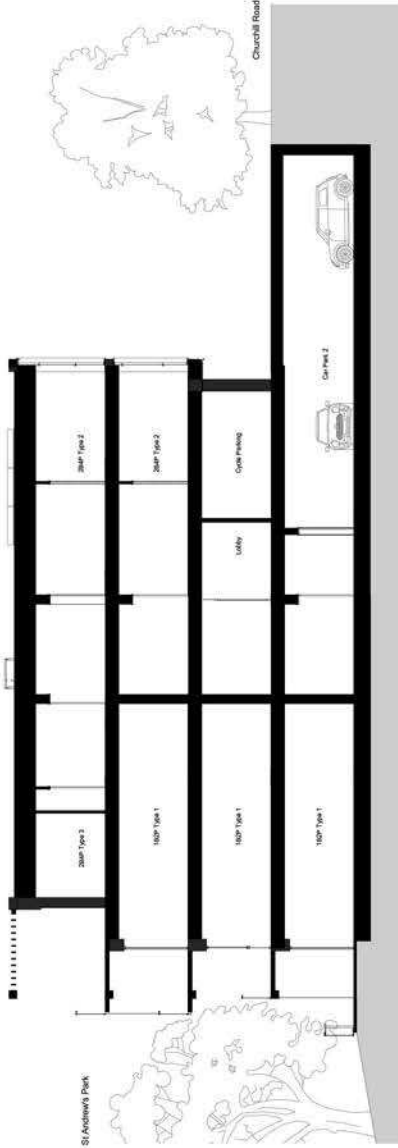 St Andrew's Park
Churchill Road
2B4P Type 3
2B4P Type 2
1B2P Type 1
2B4P Type 2
1B2P Type 1
Lobby
Cycle Parking
1B2P Type 1
Car Park 2